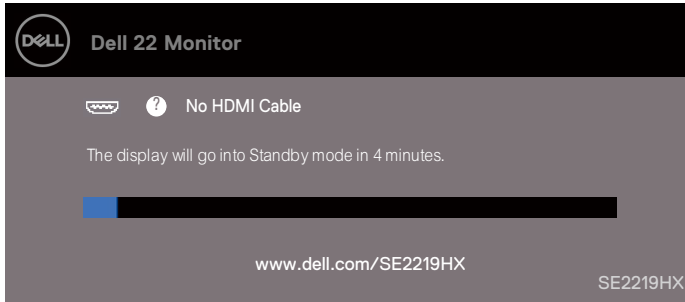 DELL
Dell 22 Monitor
? No HDMI Cable
The display will go into Standby mode in 4 minutes.
www.dell.com/SE2219HX
SE2219HX